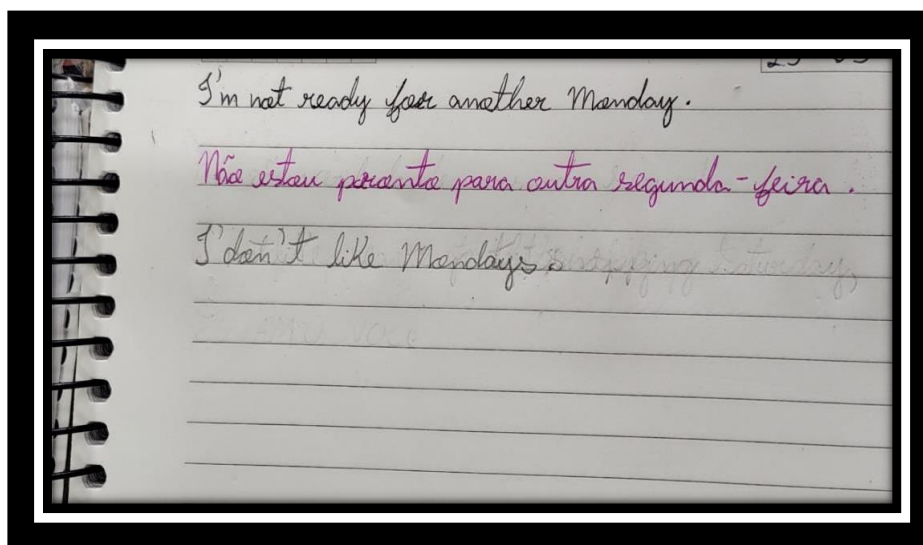 I'm not ready for another Monday.
Não estou pronto para outra segunda-feira.
I don't like Mondays.